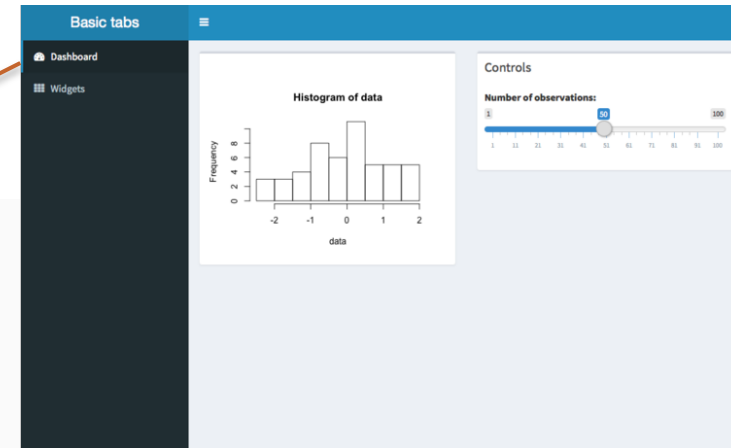 Basic tabs
Dashboard
Widgets
Histogram of data
Frequency
8
6
4
2
0
-2 -1 0 1 2
data
Controls
Number of observations:
1 50 100
1 11 21 31 41 51 61 71 81 91 100